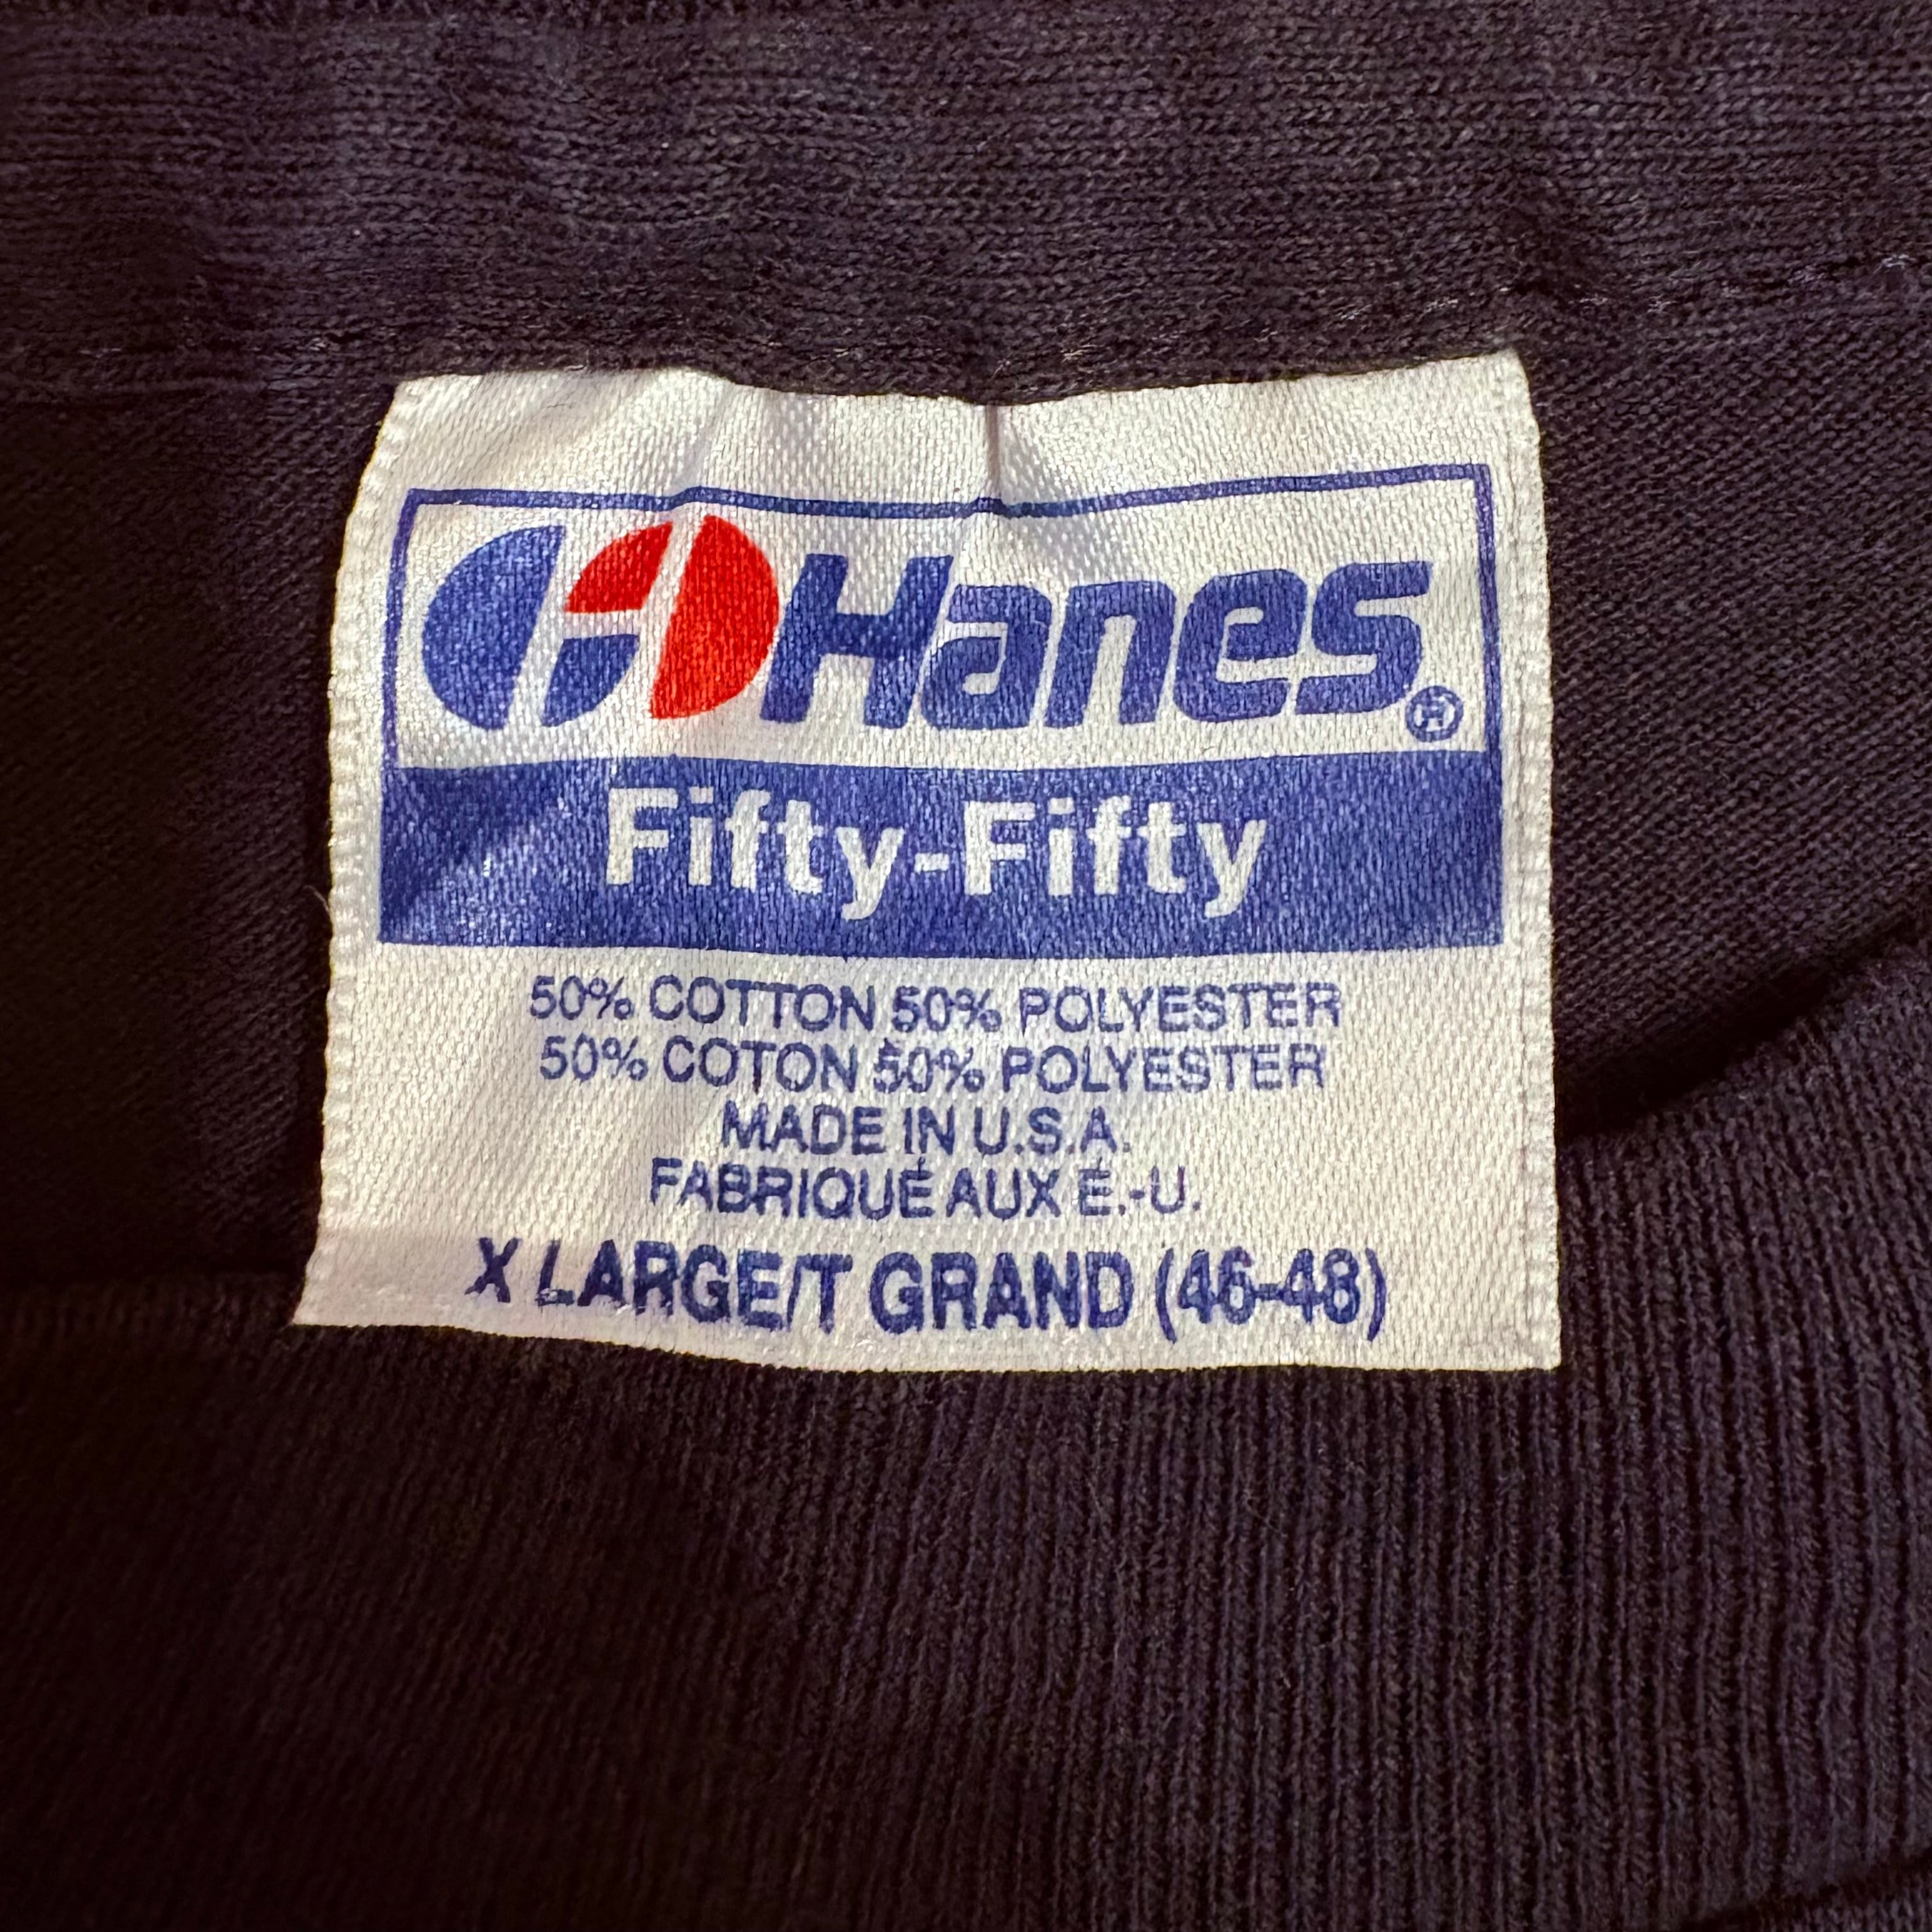 Hanes®
Fifty-Fifty
50% COTTON 50% POLYESTER
50% COTON 50% POLYESTER
MADE IN U.S.A.
FABRIQUÉ AUX É.-U.
X LARGE/T GRAND (46-48)